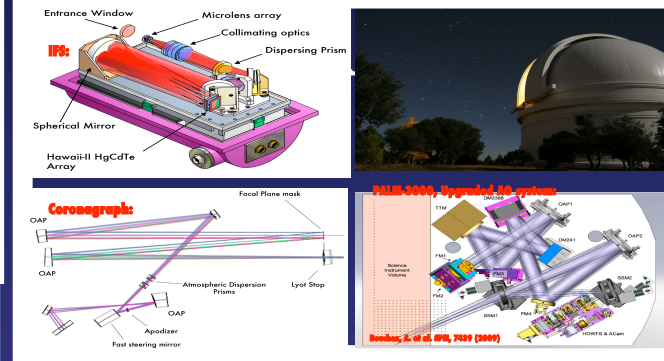 Entrance Window
Microlens array
Collimating optics
IFS:
Dispersing Prism
Spherical Mirror
Hawaii-II HgCdTe
Array
Coronagraph:
Focal Plane mask
OAP
OAP
Lyot Stop
Atmospheric Dispersion
Prisms
OAP
Apodizer
Fast steering mirror
PALM-3000, Upgraded AO system:
DM3388
TTM
OAP1
OAP2
DM241
FM1
FM3
Science
Instrument
Volume
SSM2
FM2
SSM1
FM4
HOWFS & ACam
Bouchez, A. et al. SPIE, 7439 (2009)